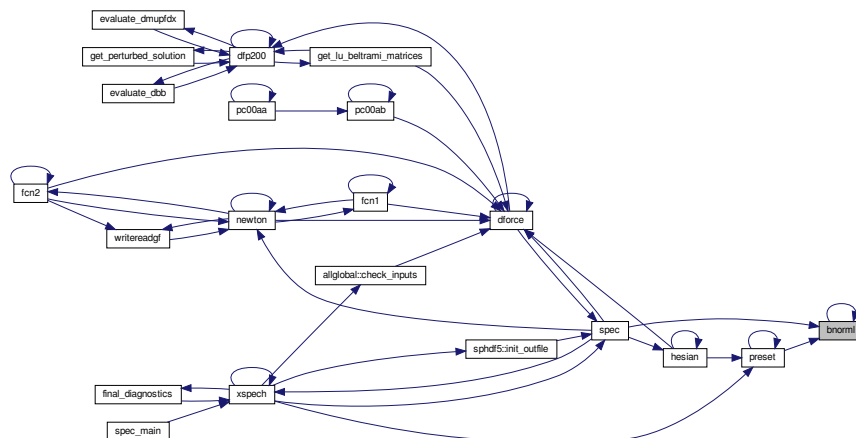 evaluate_dmupfdx
get_perturbed_solution
dfp200
get_lu_beltrami_matrices
evaluate_dbb
pc00aa
pc00ab
fcn2
fcn1
newton
dforce
writereadgf
allglobal::check_inputs
spec
bnorml
sphdf5::init_outfile
hesian
preset
final_diagnostics
xspech
spec_main